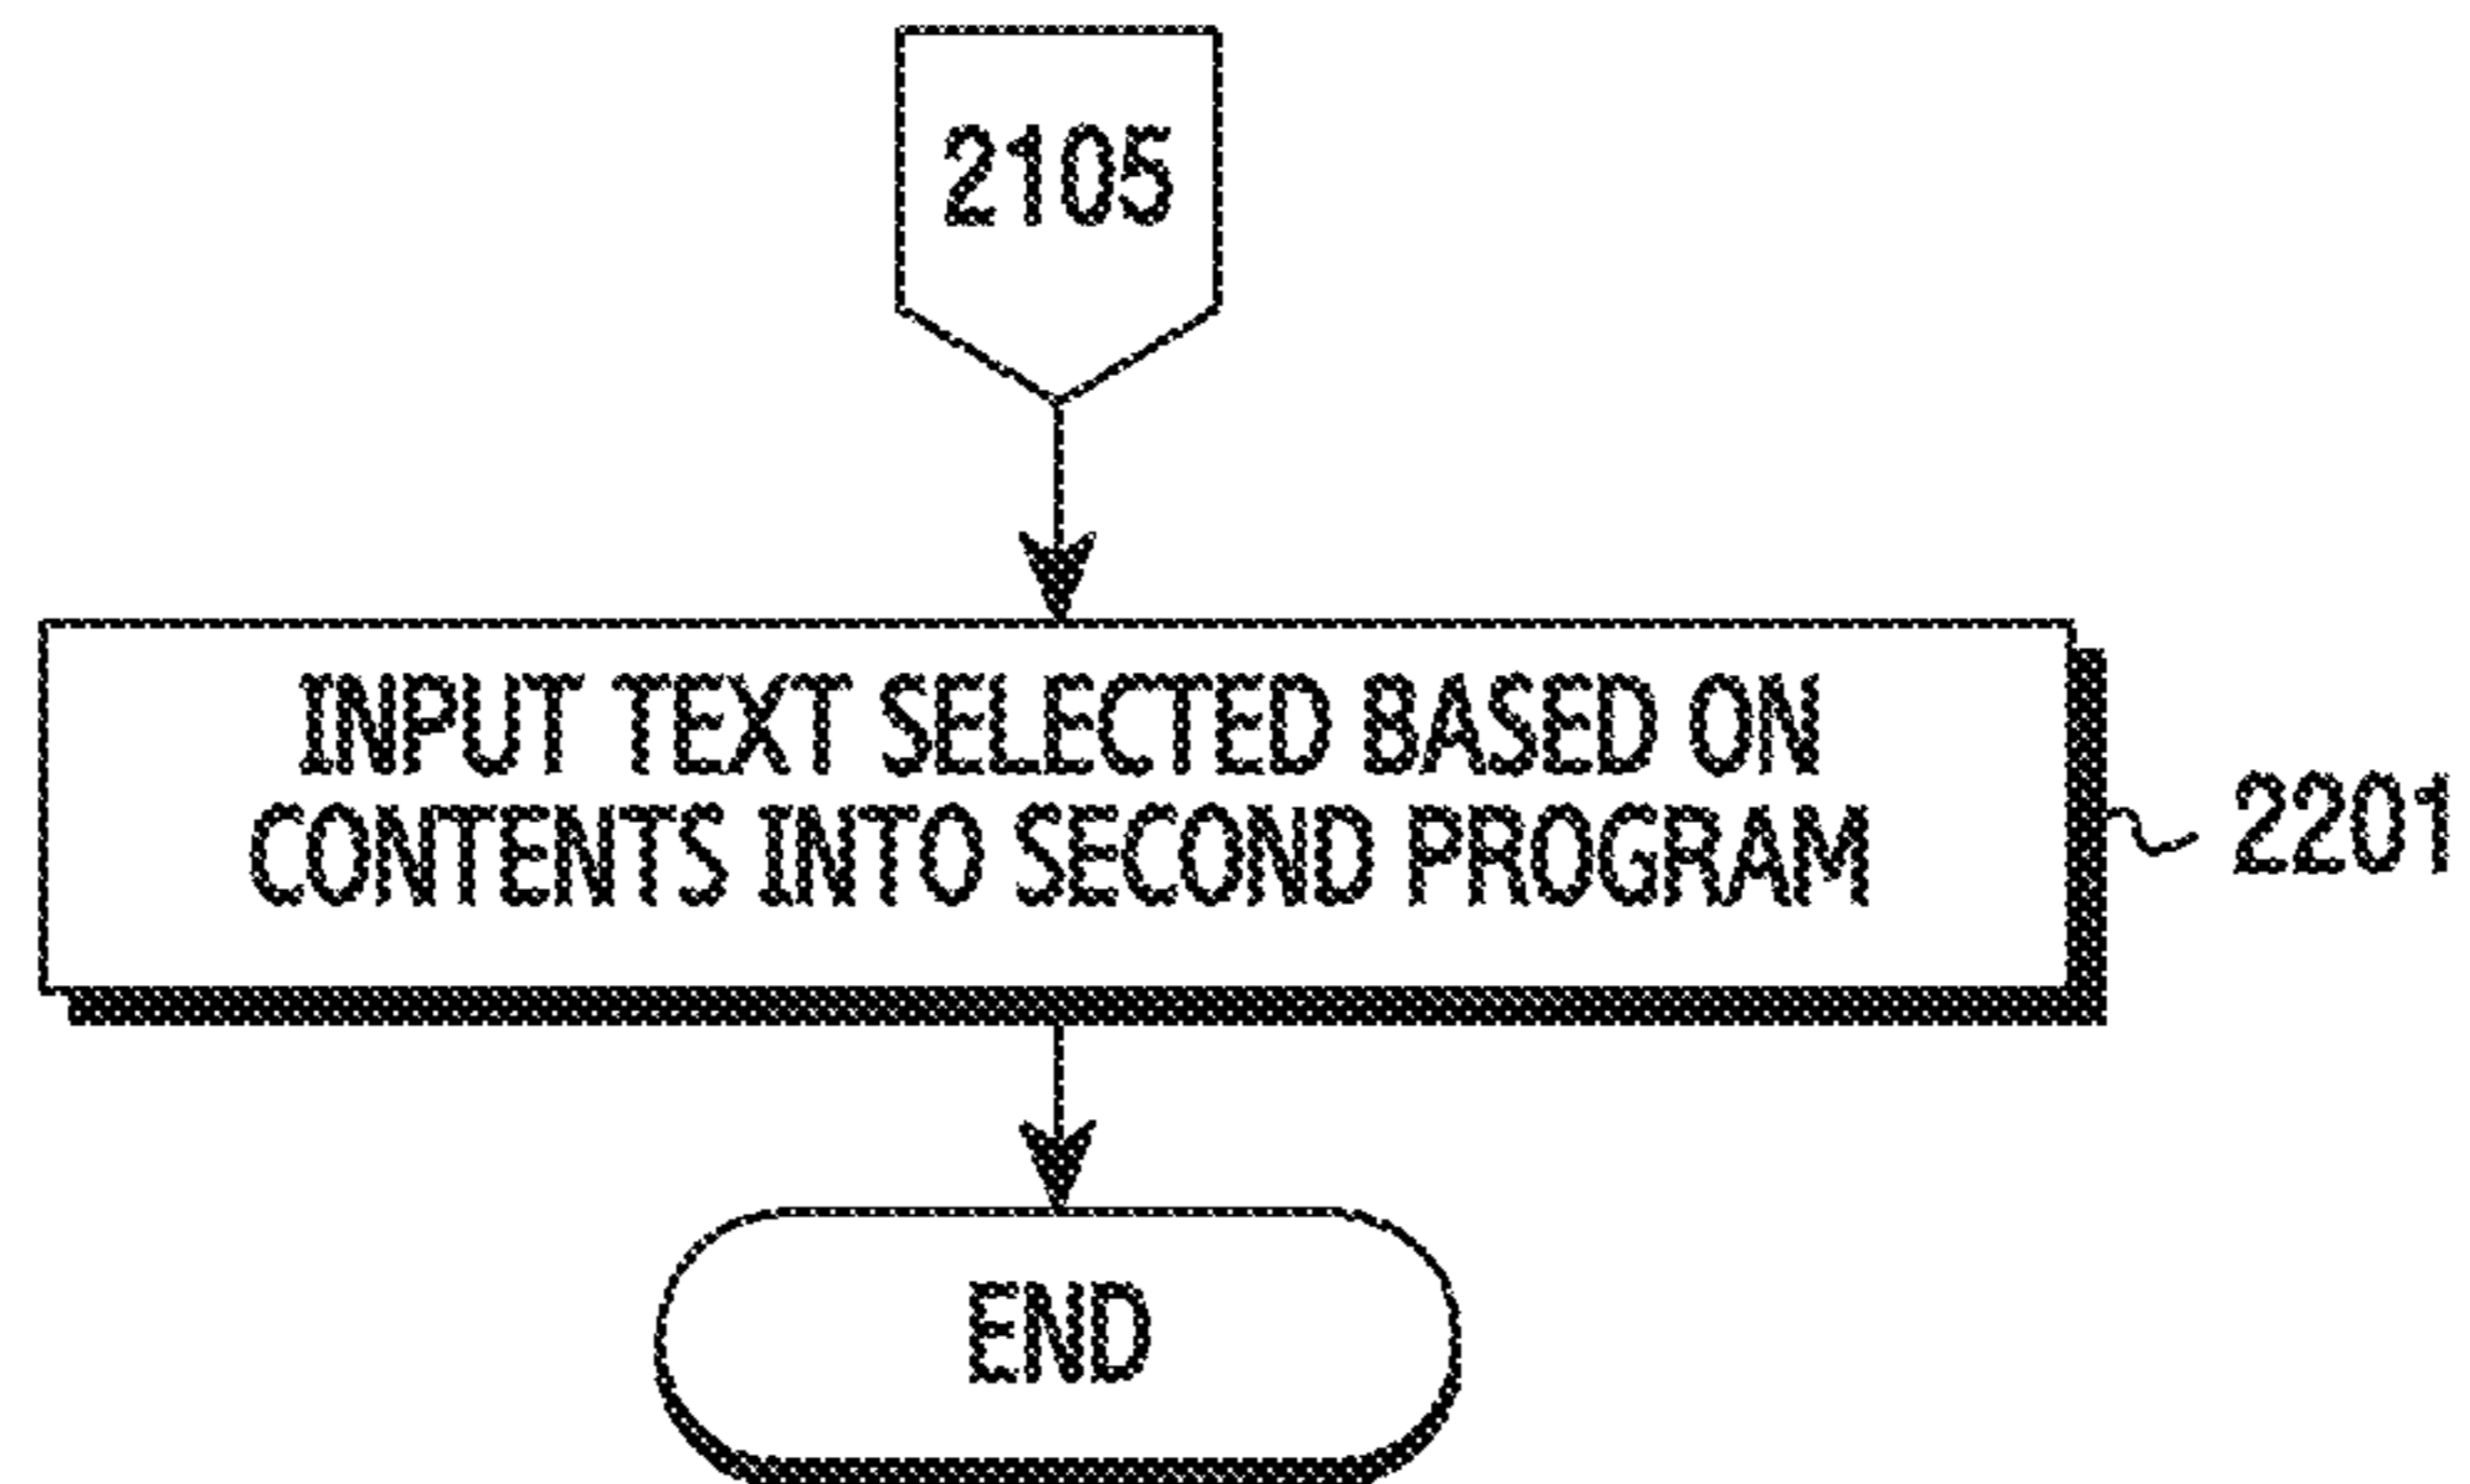 2105
INPUT TEXT SELECTED BASED ON
CONTENTS INTO SECOND PROGRAM
2201
END